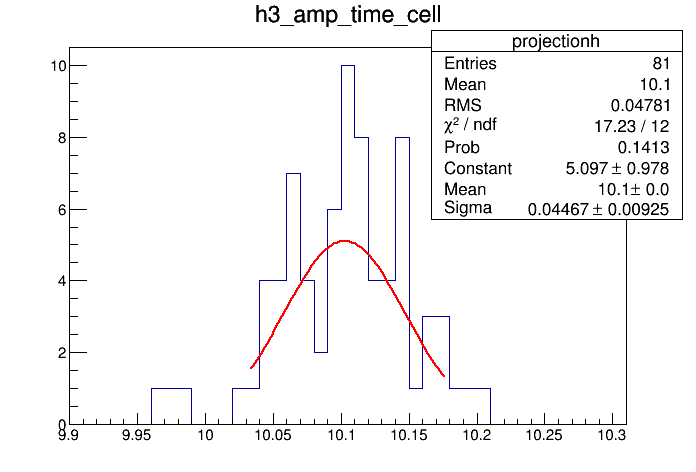 h3_amp_time_cell
projectionh
Entries 81
Mean 10.1
RMS 0.04781
χ² / ndf 17.23 / 12
Prob 0.1413
Constant 5.097 ± 0.978
Mean 10.1± 0.0
Sigma 0.04467 ± 0.00925
10
8
6
4
2
0
9.9 9.95 10 10.05 10.1 10.15 10.2 10.25 10.3